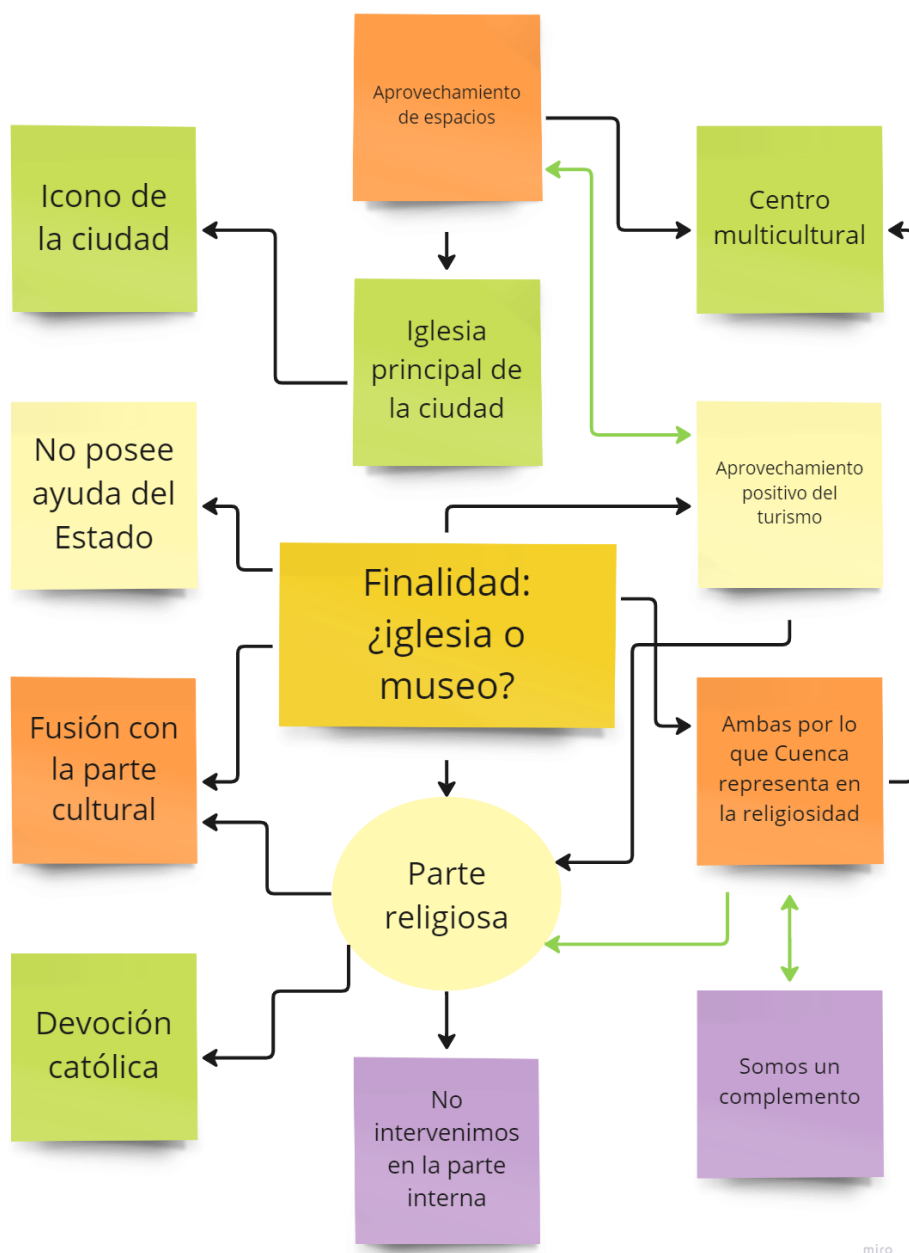 Aprovechamiento
de espacios
Icono de
la ciudad
Centro
multicultural
Iglesia
principal de
la ciudad
No posee
ayuda del
Estado
Aprovechamiento
positivo del
turismo
Finalidad:
¿iglesia o
museo?
Fusión con
la parte
cultural
Ambas por lo
que Cuenca
representa en
la religiosidad
Parte
religiosa
Devoción
católica
No
intervenimos
en la parte
interna
Somos un
complemento
miro